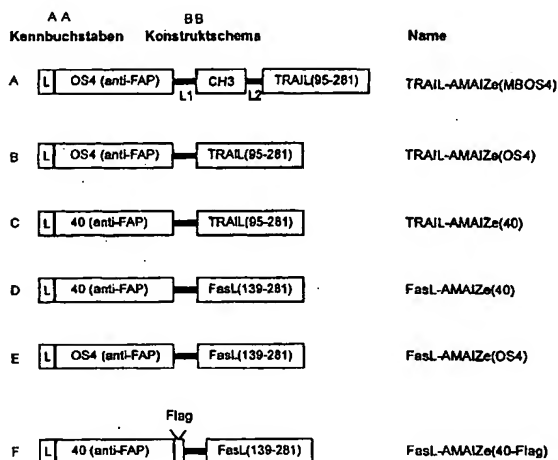 A A BB
Kennbuchstaben Konstruktschema Name
A L OS4 (anti-FAP) CH3 TRAIL(95-281) TRAIL-AMAIZe(MBOS4)
L1 L2
B L OS4 (anti-FAP) TRAIL(95-281) TRAIL-AMAIZe(OS4)
C L 40 (anti-FAP) TRAIL(95-281) TRAIL-AMAIZe(40)
D L 40 (anti-FAP) FasL(139-281) FasL-AMAIZe(40)
E L OS4 (anti-FAP) FasL(139-281) FasL-AMAIZe(OS4)
Flag
F L 40 (anti-FAP) FasL(139-281) FasL-AMAIZe(40-Flag)